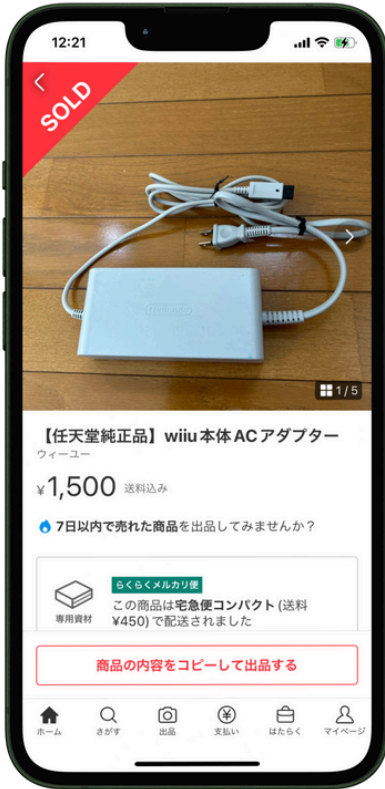 12:21
SOLD
1/5
【任天堂純正品】wiiu本体ACアダプター
ウィーユー
¥1,500 送料込み
7日以内で売れた商品を出品してみませんか？
らくらくメルカリ便
この商品は宅急便コンパクト (送料
¥450) で配送されました
専用資材
商品の内容をコピーして出品する
ホーム
さがす
出品
支払い
はたらく
マイページ